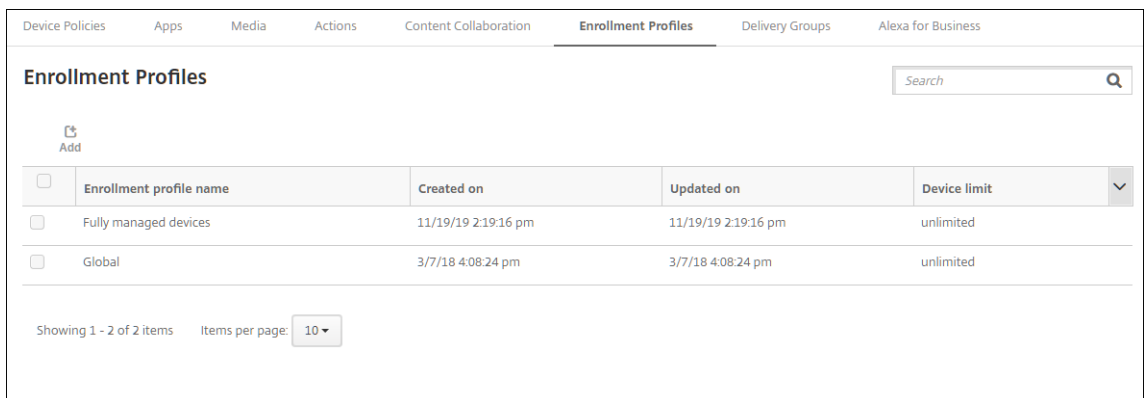 Device Policies Apps Media Actions Content Collaboration Enrollment Profiles Delivery Groups Alexa for Business
Enrollment Profiles
Search
Add
Enrollment profile name Created on Updated on Device limit
Fully managed devices 11/19/19 2:19:16 pm 11/19/19 2:19:16 pm unlimited
Global 3/7/18 4:08:24 pm 3/7/18 4:08:24 pm unlimited
Showing 1 - 2 of 2 items Items per page: 10